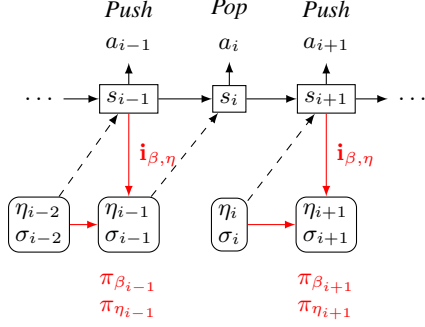 Push Pop Push
a_{i−1} a_i a_{i+1}
⋯ s_{i−1} s_i s_{i+1} ⋯
i_{β,η} i_{β,η}
η_{i−2} η_{i−1} η_i η_{i+1}
σ_{i−2} σ_{i−1} σ_i σ_{i+1}
π_{β_{i−1}} π_{β_{i+1}}
π_{η_{i−1}} π_{η_{i+1}}